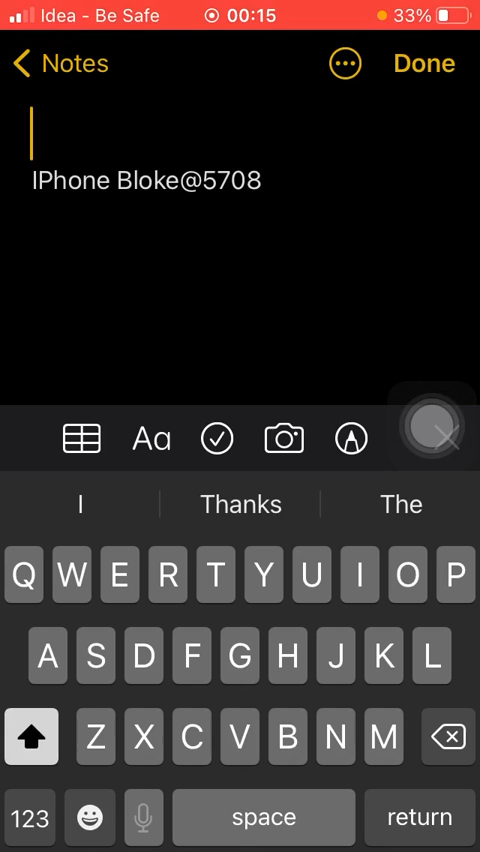 Idea - Be Safe 00:15 33%
Notes Done
IPhone Bloke@5708
Aa
I Thanks The
Q W E R T Y U I O P
A S D F G H J K L
Z X C V B N M
123 space return